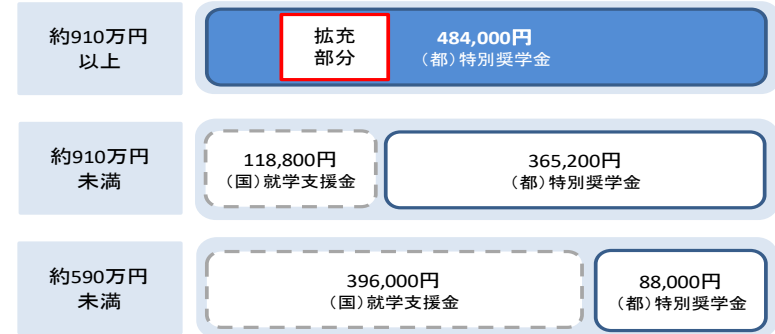 約910万円
以上
拡充
部分
484,000円
（都）特別奨学金
約910万円
未満
118,800円
（国）就学支援金
365,200円
（都）特別奨学金
約590万円
未満
396,000円
（国）就学支援金
88,000円
（都）特別奨学金